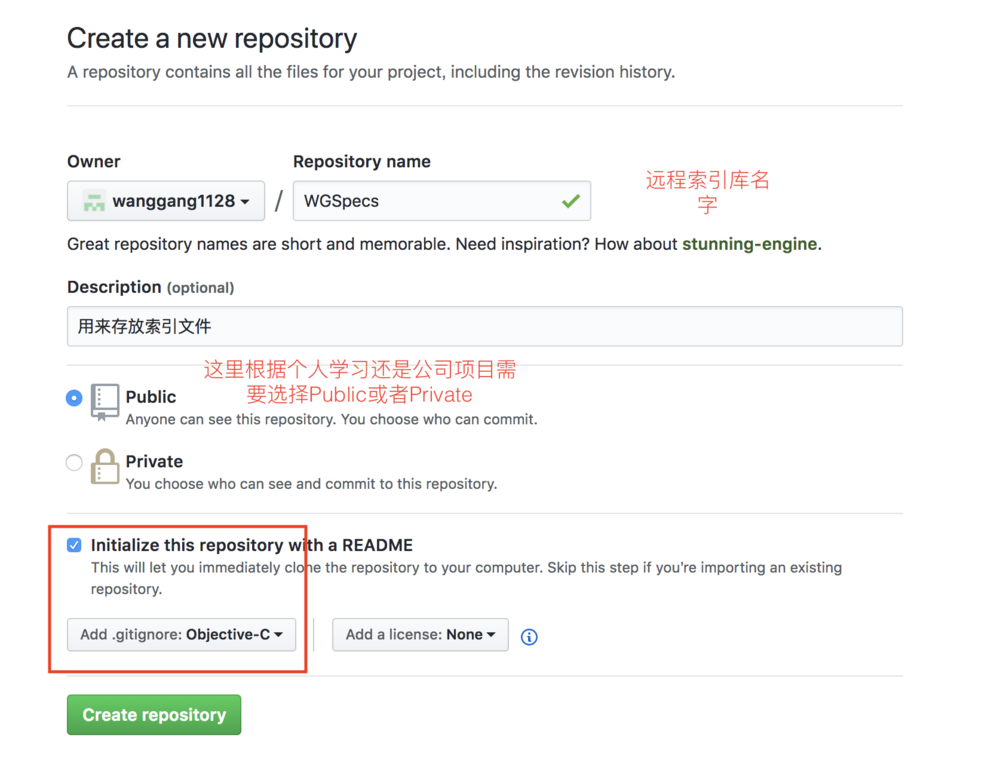 Create a new repository
A repository contains all the files for your project, including the revision history.
Owner
Repository name
wanggang1128
/
WGSpecs
远程索引库名
字
Great repository names are short and memorable. Need inspiration? How about stunning-engine.
Description (optional)
用来存放索引文件
这里根据个人学习还是公司项目需
要选择Public或者Private
Public
Anyone can see this repository. You choose who can commit.
Private
You choose who can see and commit to this repository.
Initialize this repository with a README
This will let you immediately clone the repository to your computer. Skip this step if you're importing an existing
repository.
Add .gitignore: Objective-C
Add a license: None
Create repository